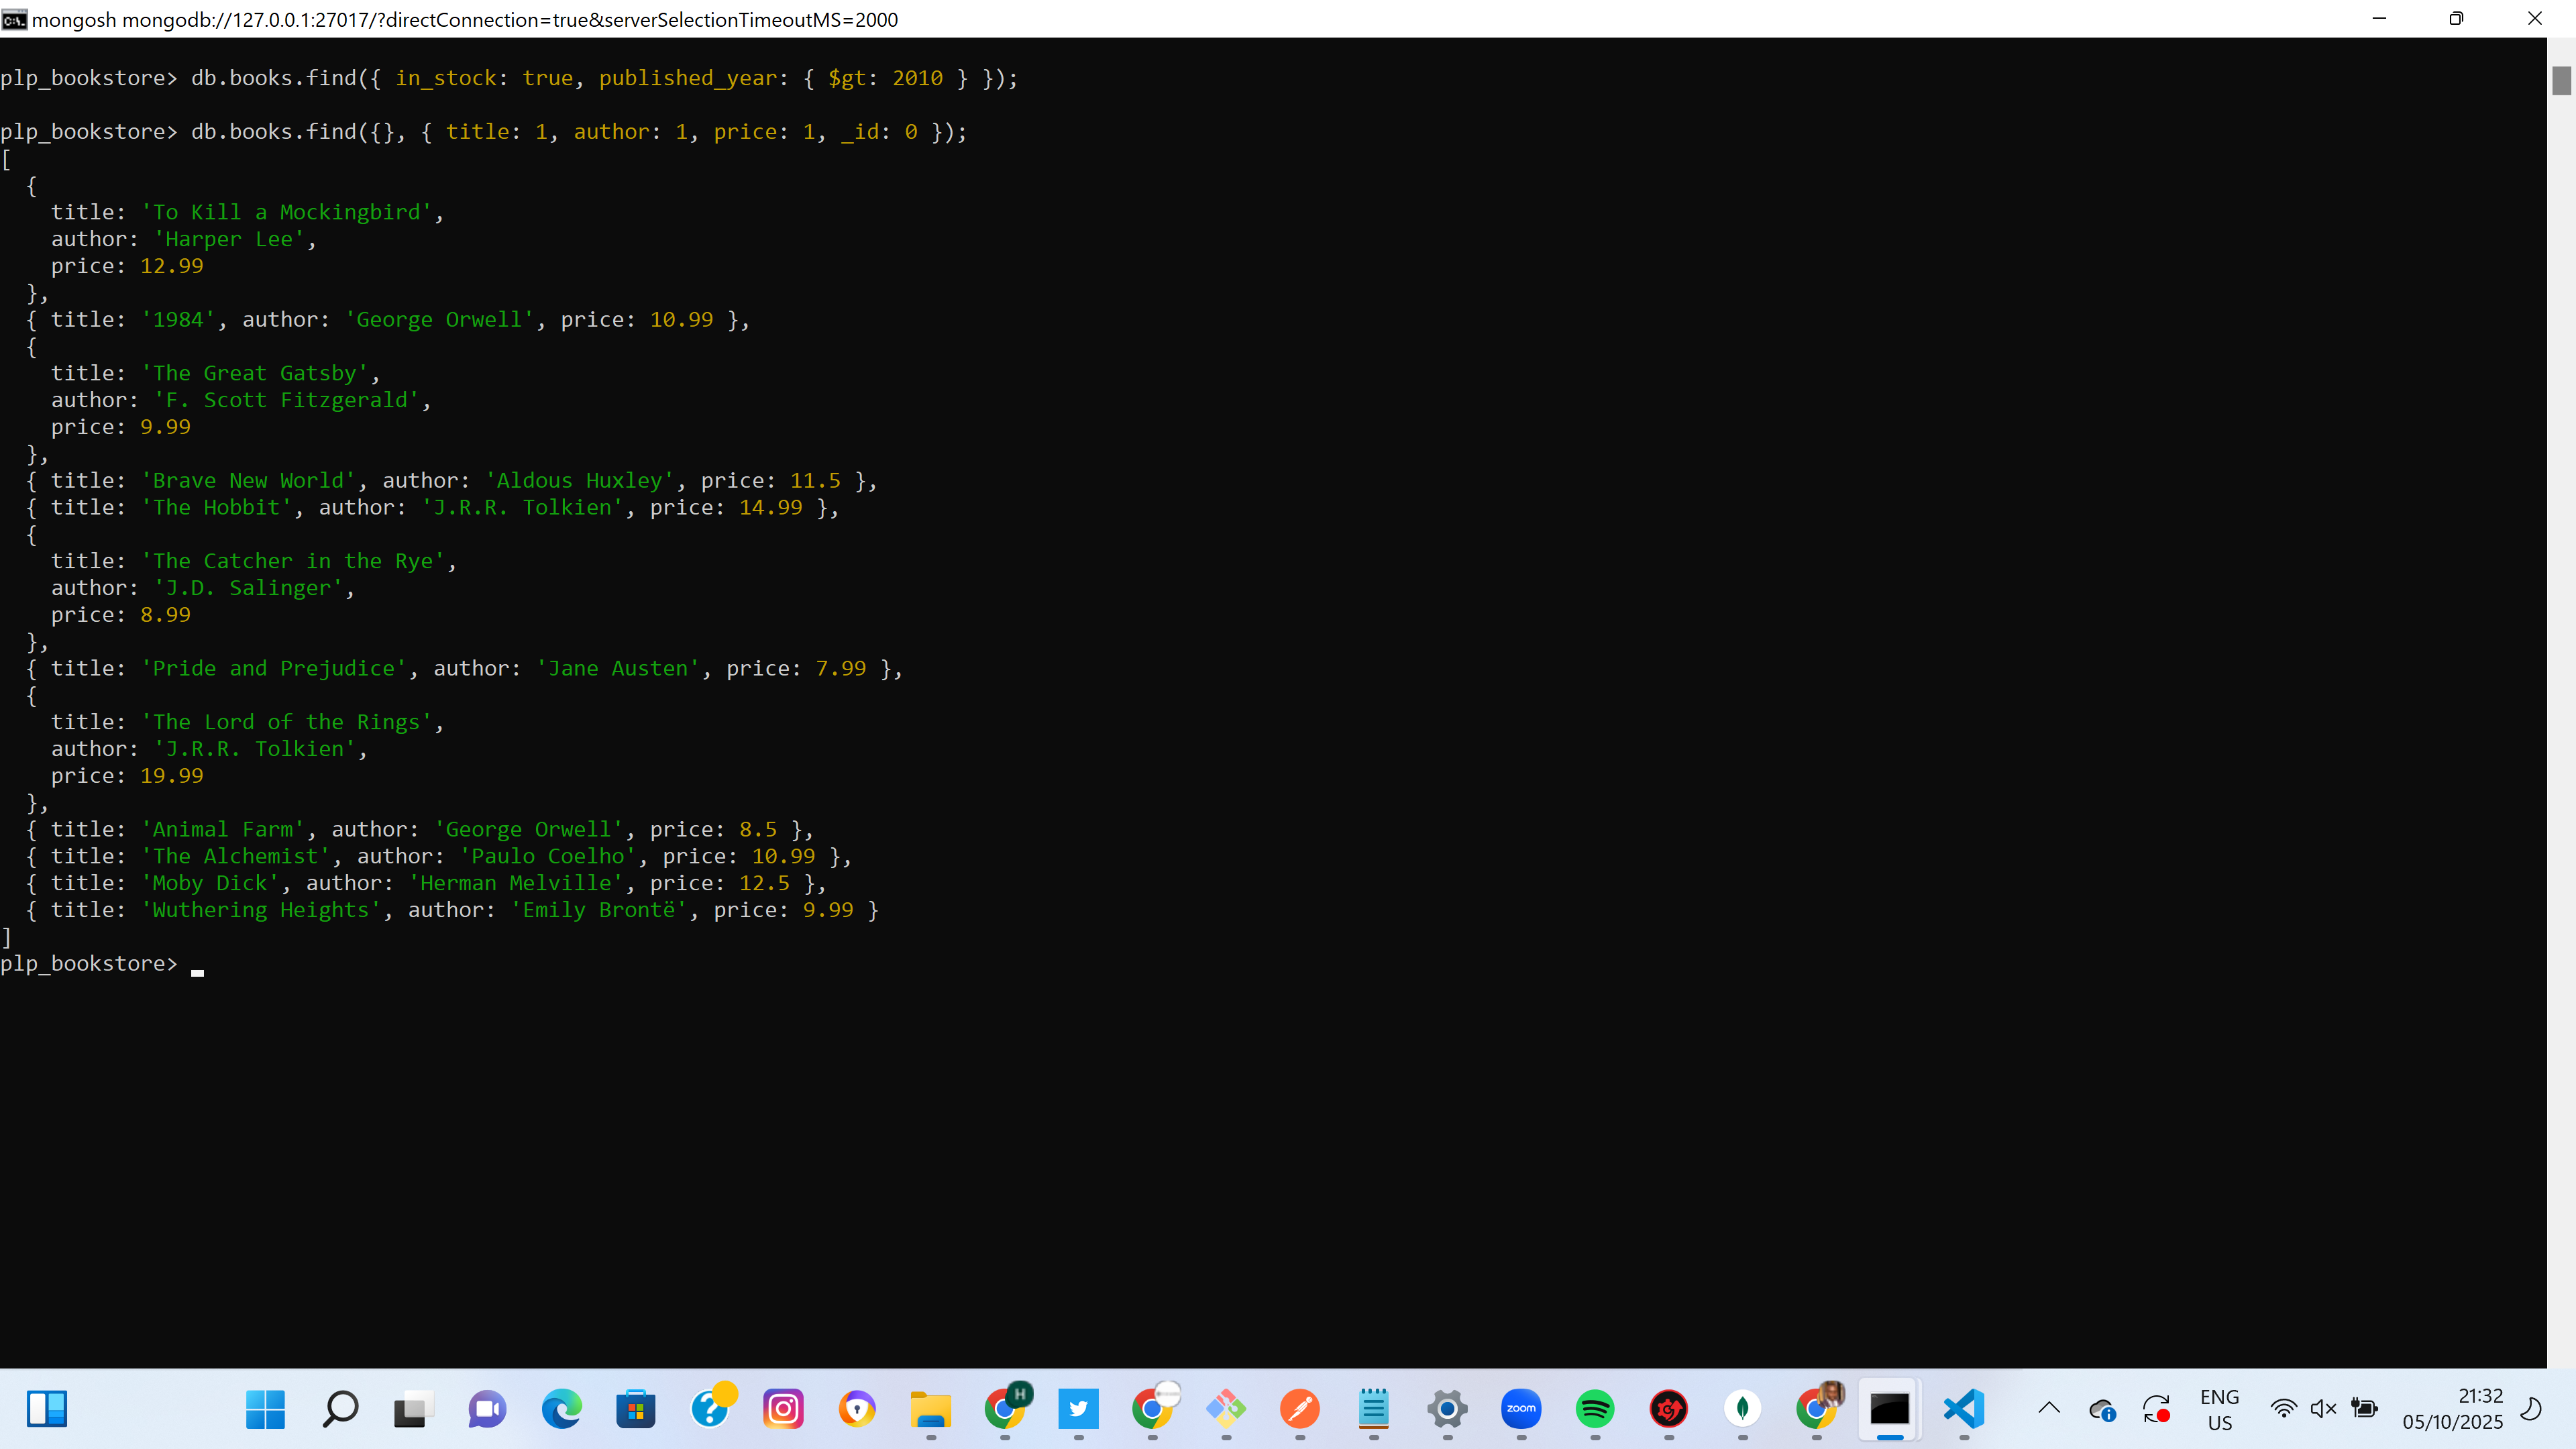 mongosh mongodb://127.0.0.1:27017/?directConnection=true&serverSelectionTimeoutMS=2000
plp_bookstore> db.books.find({ in_stock: true, published_year: { $gt: 2010 } });
plp_bookstore> db.books.find({}, { title: 1, author: 1, price: 1, _id: 0 });
[
  {
    title: 'To Kill a Mockingbird',
    author: 'Harper Lee',
    price: 12.99
  },
  { title: '1984', author: 'George Orwell', price: 10.99 },
  {
    title: 'The Great Gatsby',
    author: 'F. Scott Fitzgerald',
    price: 9.99
  },
  { title: 'Brave New World', author: 'Aldous Huxley', price: 11.5 },
  { title: 'The Hobbit', author: 'J.R.R. Tolkien', price: 14.99 },
  {
    title: 'The Catcher in the Rye',
    author: 'J.D. Salinger',
    price: 8.99
  },
  { title: 'Pride and Prejudice', author: 'Jane Austen', price: 7.99 },
  {
    title: 'The Lord of the Rings',
    author: 'J.R.R. Tolkien',
    price: 19.99
  },
  { title: 'Animal Farm', author: 'George Orwell', price: 8.5 },
  { title: 'The Alchemist', author: 'Paulo Coelho', price: 10.99 },
  { title: 'Moby Dick', author: 'Herman Melville', price: 12.5 },
  { title: 'Wuthering Heights', author: 'Emily Brontë', price: 9.99 }
]
plp_bookstore>
H
zoom
ENG
US
21:32
05/10/2025